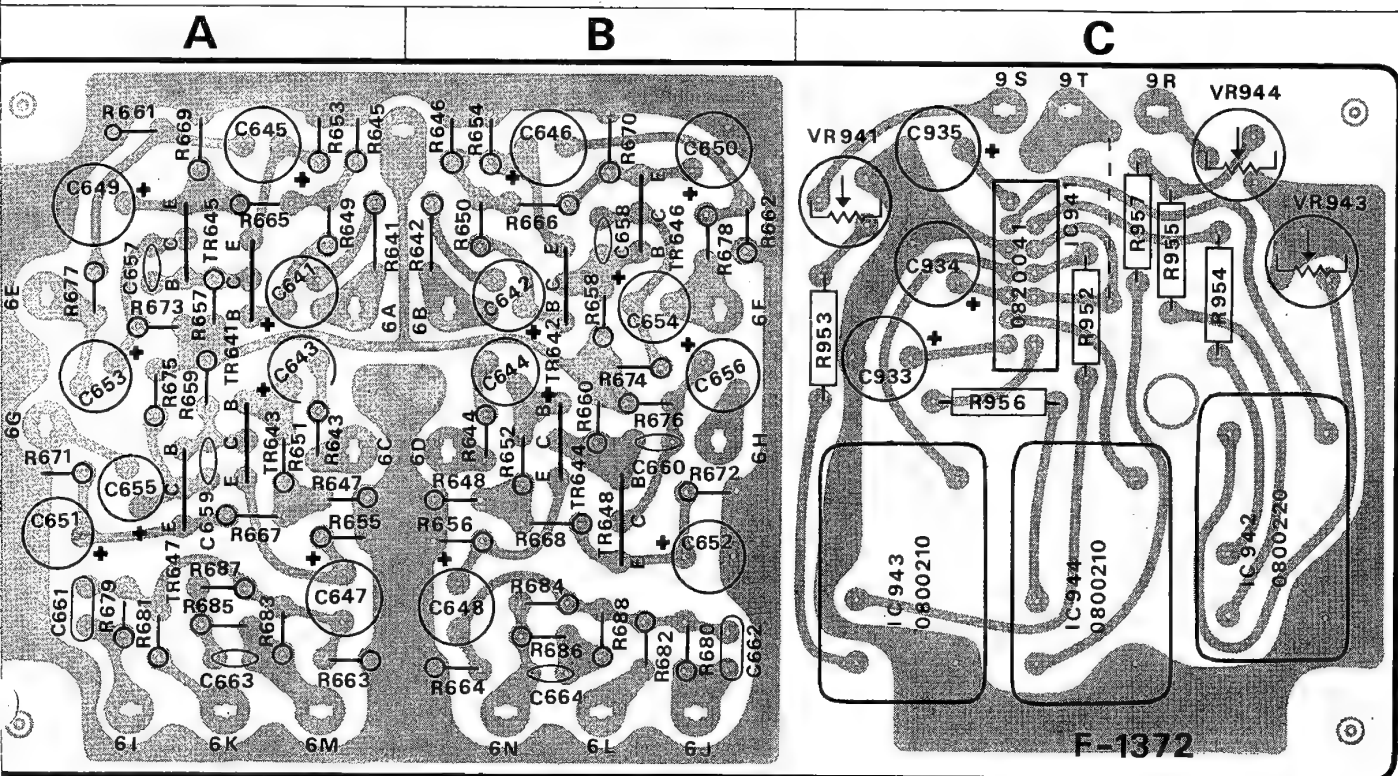 A B C
9S 9T 9R
VR944
R661
R669
C645
R653
R645
R646
R654
C646
R670
C650
VR941
C935
C649
+
+
+
+
+
E
C
B
TR645
R665
R649
R641
R642
R650
R666
C658
E
C
B
TR646
R678
R662
IC941
0820041
R957
R955
VR943
C657
E
C
B
C641
+
E
B C
C642
+
R658
+
C654
C934
+
R952
R954
6E
R677
R673
R657
TR641
6A
6B
TR642
6F
R953
C933
+
C653
+
R675
R659
C643
+
C644
+
R674
+
C656
R956
6G
B
C
E
TR643
R651
R643
6C
6D
R644
R652
B
C
E
R660
R676
C660
6H
R671
C655
+
B
C
E
C659
R647
R648
TR644
B
C
E
TR648
R672
C651
+
R667
R655
R656
R668
+
C652
TR647
R687
+
C647
+
C648
R684
IC943
0800210
IC944
0800210
IC942
0800220
C661
R679
R681
R685
R683
R688
R686
R682
R680
C662
C663
R663
R664
C664
6I 6K 6M 6N 6L 6J
F-1372